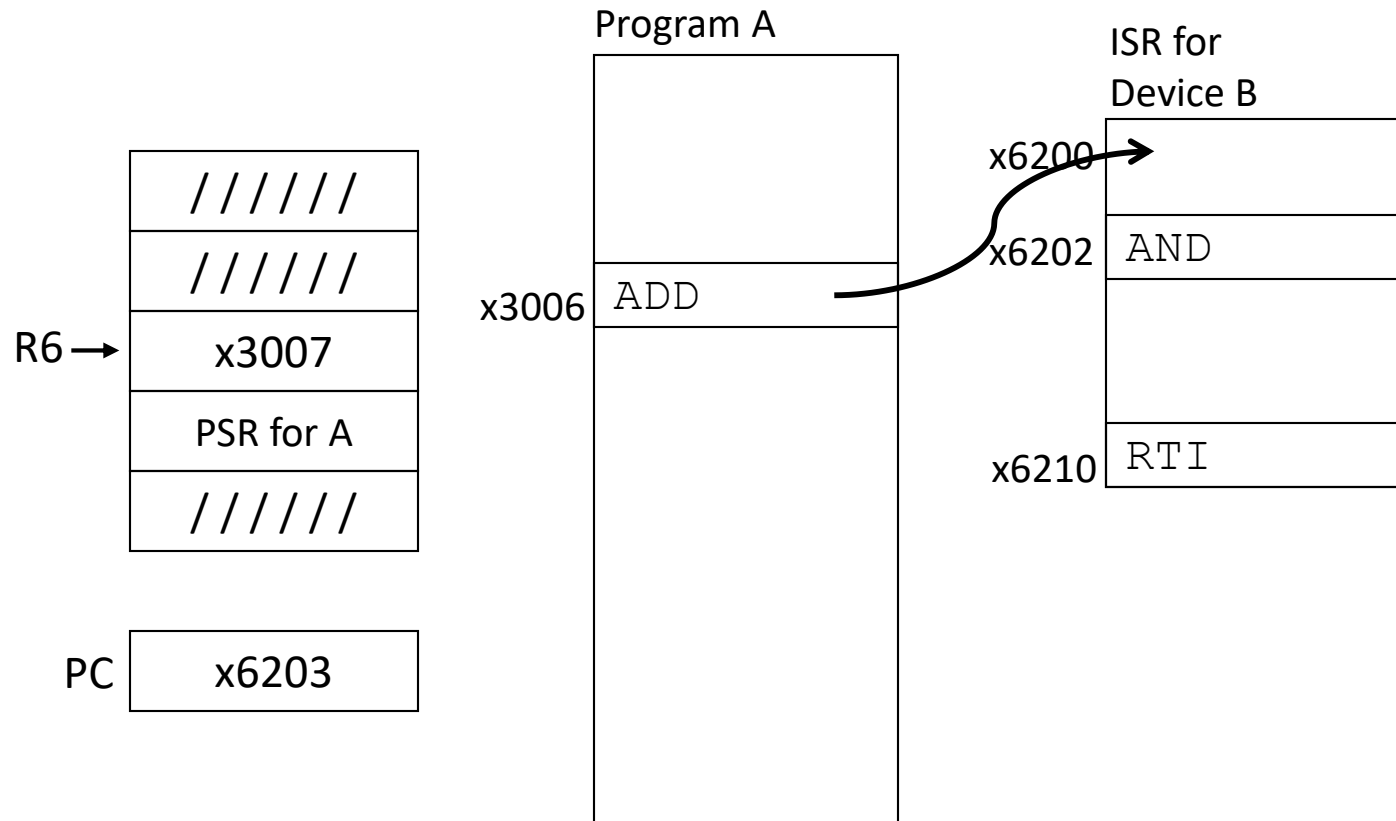 Program A
ISR for
Device B
//////
//////
R6
x3007
PSR for A
//////
PC
x6203
x3006
ADD
x6200
x6202
AND
x6210
RTI